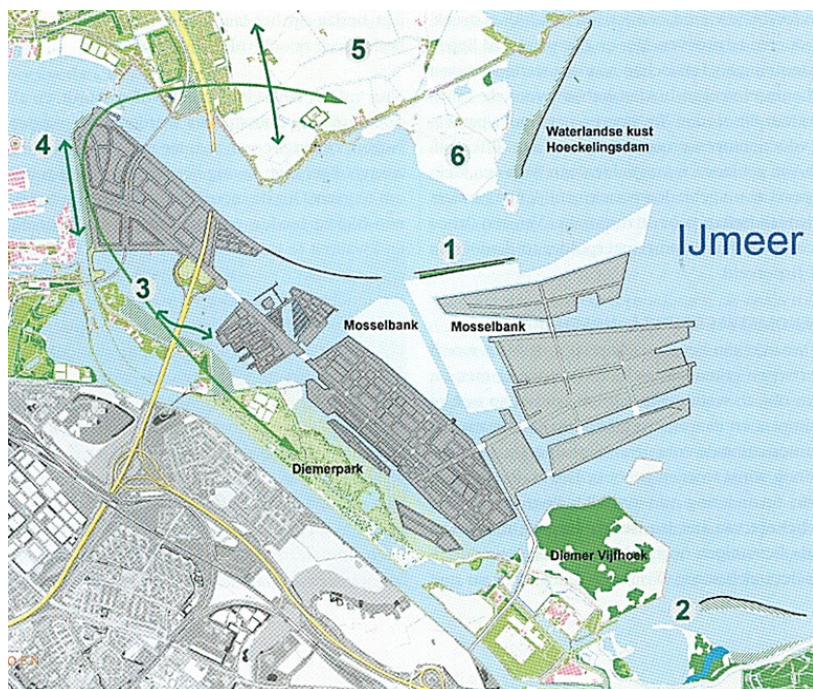 5
6
Waterlandse kust
Hoeckelingsdam
4
IJmeer
1
3
Mosselbank
Mosselbank
Diemerpark
Diemer Vijfhoek
2